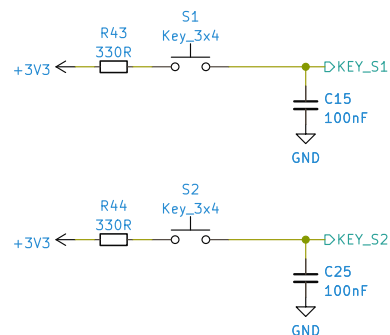 S1
R43
Key_3x4
330R
+3V3
KEY_S1
C15
100nF
GND
S2
R44
Key_3x4
330R
+3V3
KEY_S2
C25
100nF
GND